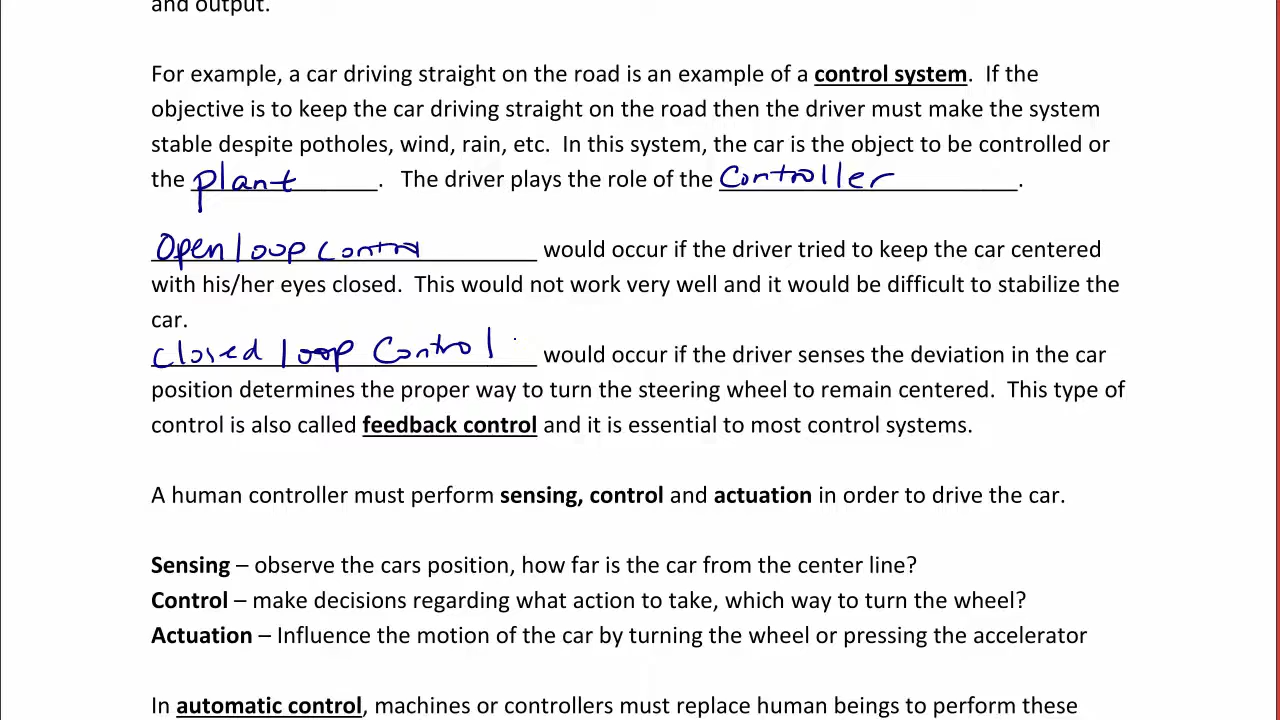 and output.
For example, a car driving straight on the road is an example of a control system. If the
objective is to keep the car driving straight on the road then the driver must make the system
stable despite potholes, wind, rain, etc. In this system, the car is the object to be controlled or
the plant. The driver plays the role of the Controller.
Open loop control would occur if the driver tried to keep the car centered
with his/her eyes closed. This would not work very well and it would be difficult to stabilize the
car.
closed loop Control would occur if the driver senses the deviation in the car
position determines the proper way to turn the steering wheel to remain centered. This type of
control is also called feedback control and it is essential to most control systems.
A human controller must perform sensing, control and actuation in order to drive the car.
Sensing – observe the cars position, how far is the car from the center line?
Control – make decisions regarding what action to take, which way to turn the wheel?
Actuation – Influence the motion of the car by turning the wheel or pressing the accelerator
In automatic control, machines or controllers must replace human beings to perform these